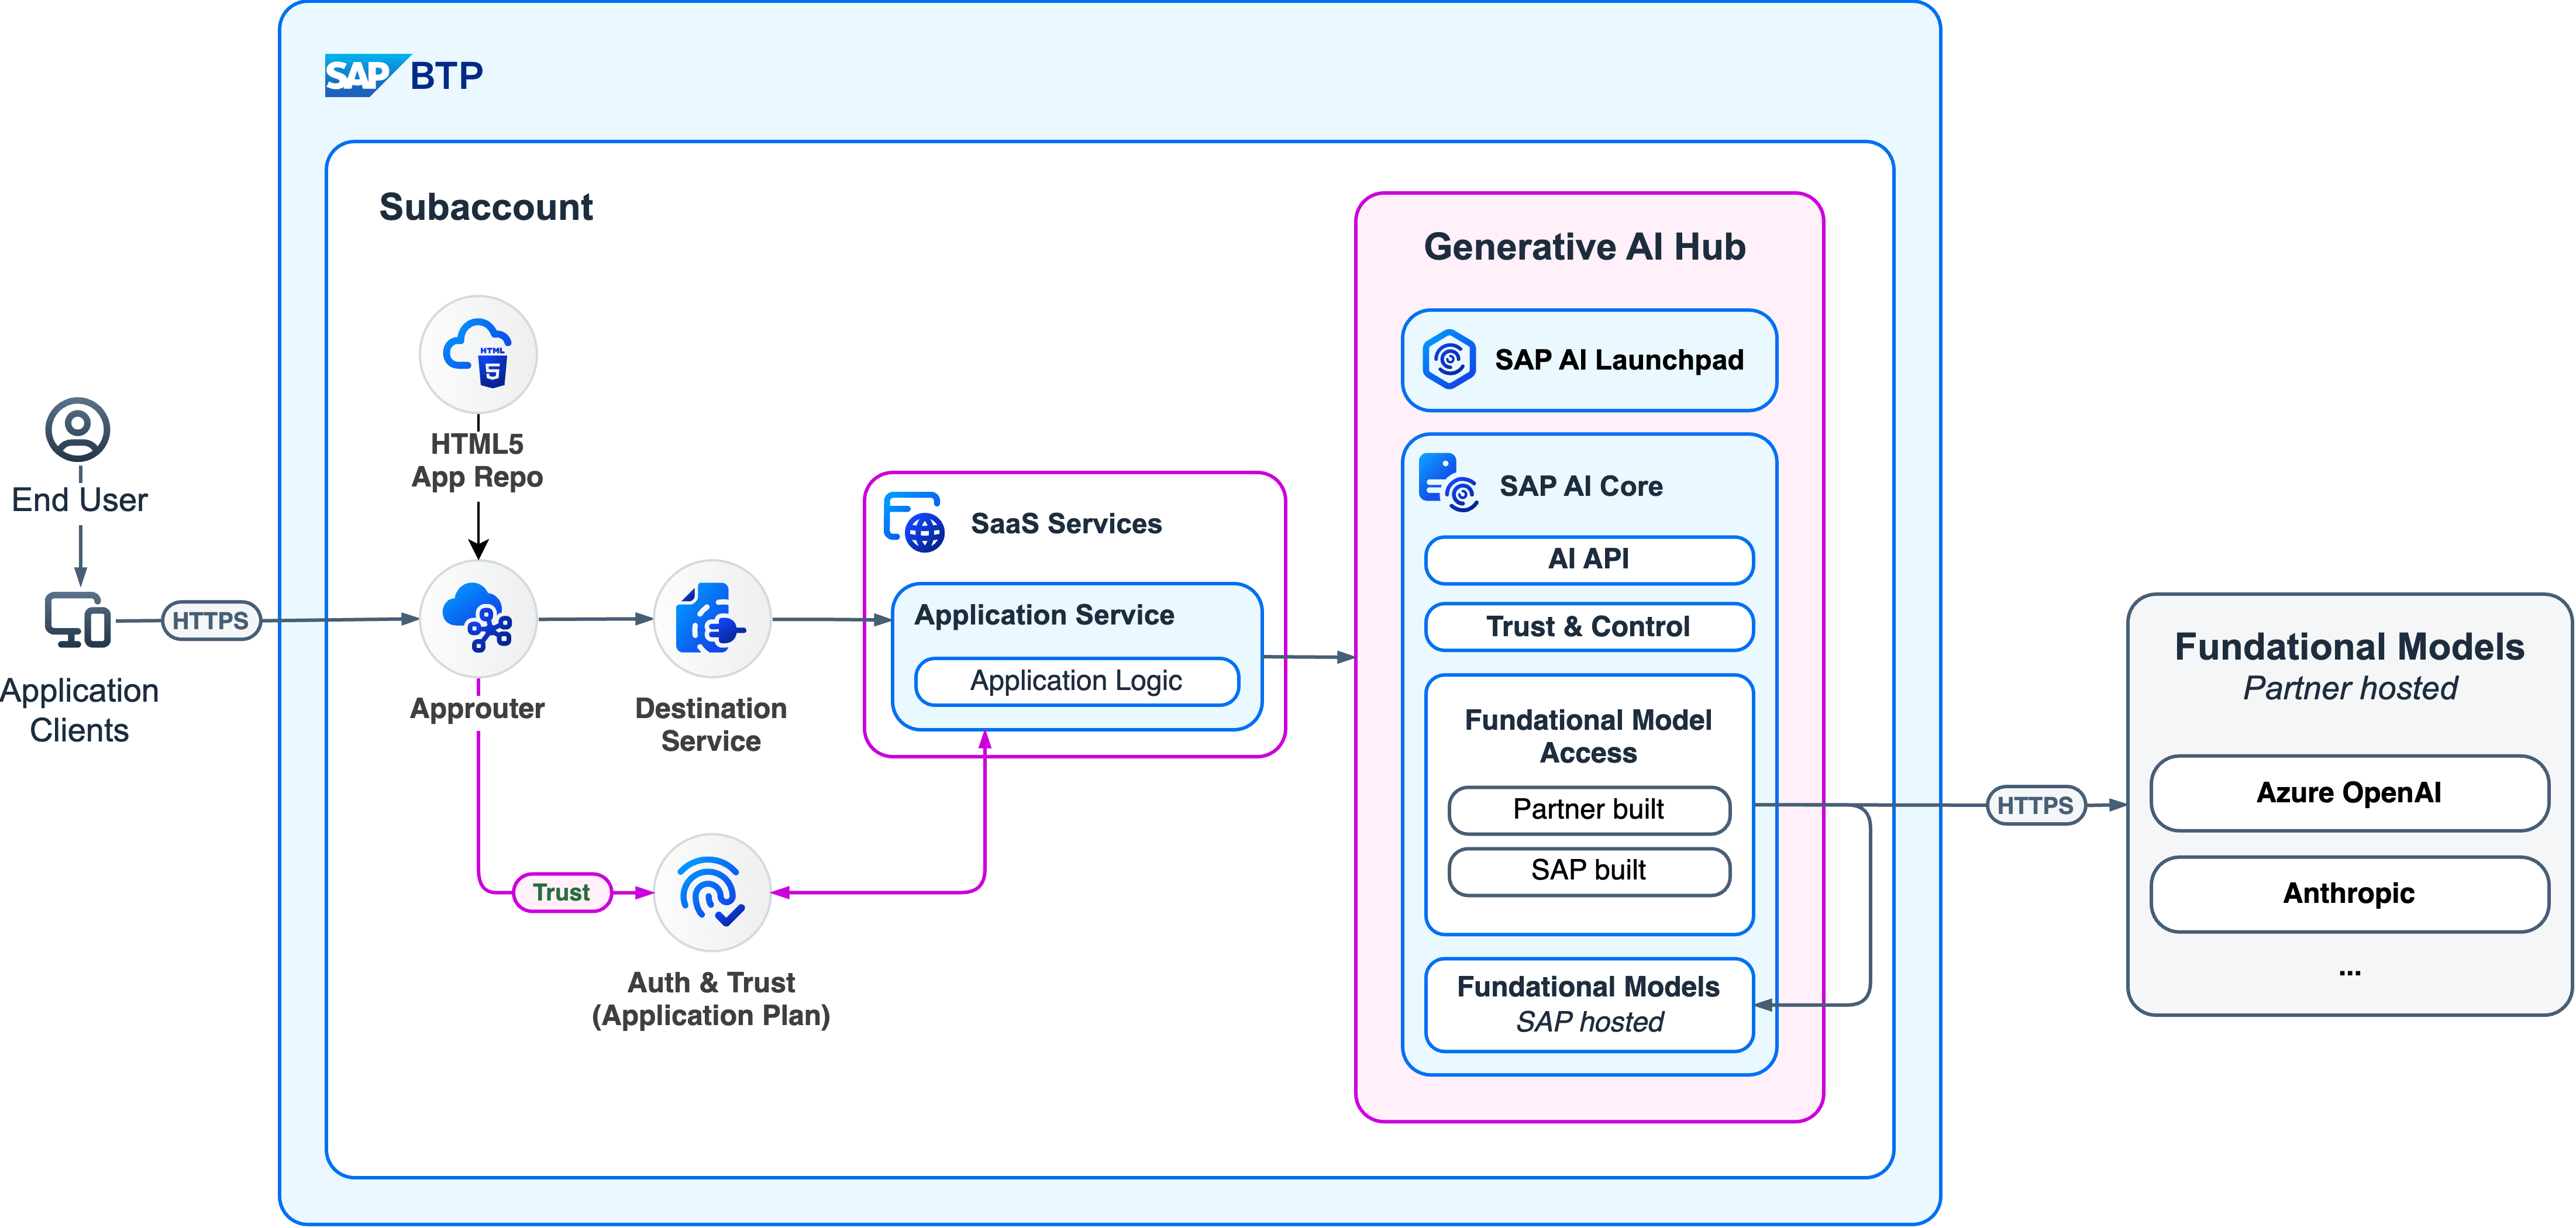 SAP BTP
Subaccount
End User
Application
Clients
HTTPS
HTML
5
HTML5
App Repo
Approuter
Destination
Service
Trust
Auth & Trust
(Application Plan)
SaaS Services
Application Service
Application Logic
Generative AI Hub
SAP AI Launchpad
SAP AI Core
AI API
Trust & Control
Fundational Model
Access
Partner built
SAP built
Fundational Models
SAP hosted
HTTPS
Fundational Models
Partner hosted
Azure OpenAI
Anthropic
...